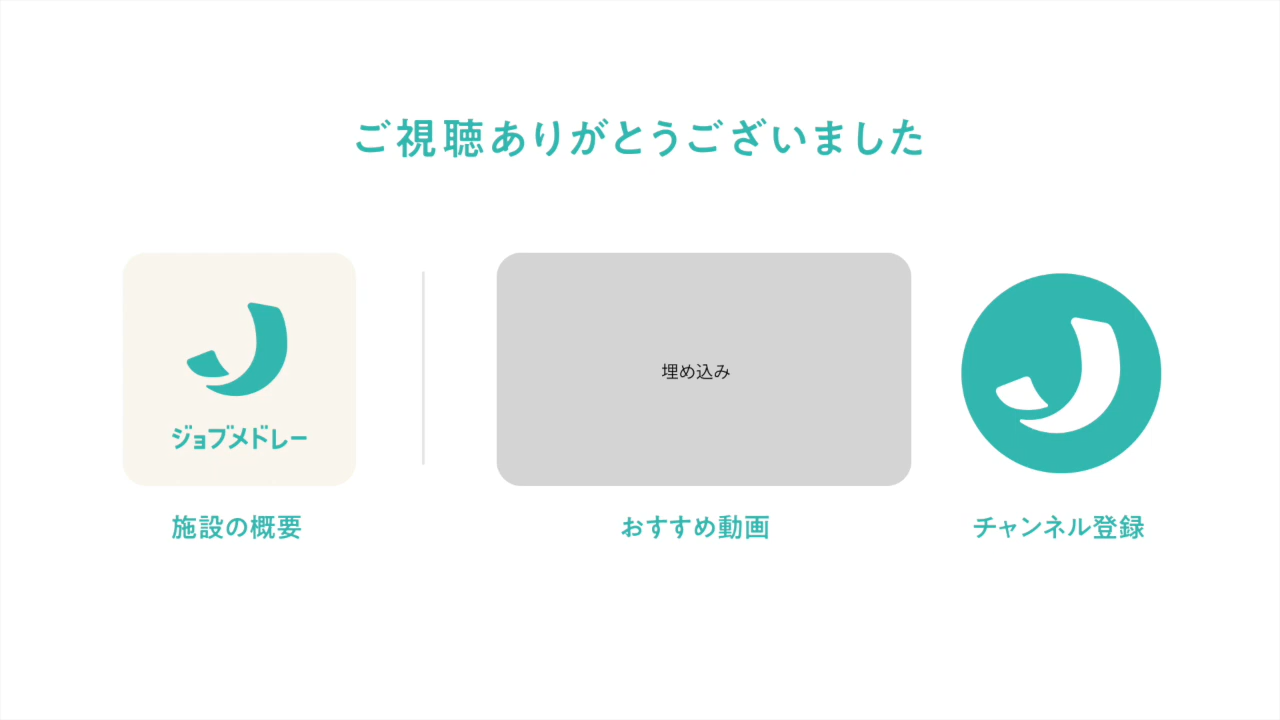 ご視聴ありがとうございました
ジョブメドレー
埋め込み
施設の概要
おすすめ動画
チャンネル登録